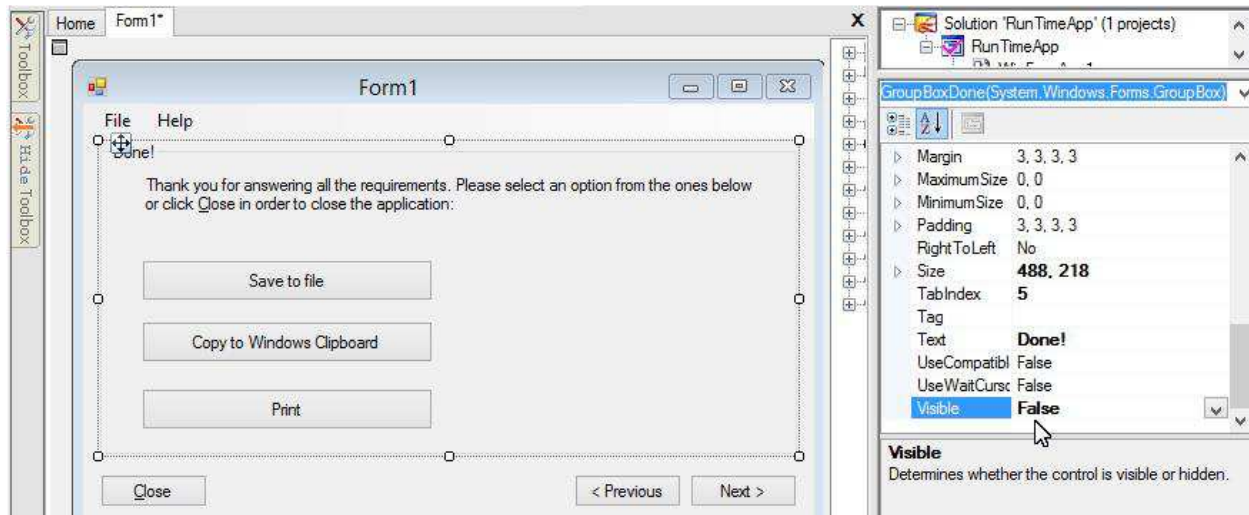 Home Form1* X
Toolbox
Hide Toolbox
Form1
File Help
Done!
Thank you for answering all the requirements. Please select an option from the ones below
or click Close in order to close the application:
Save to file
Copy to Windows Clipboard
Print
Close < Previous Next >
Solution 'RunTimeApp' (1 projects)
RunTimeApp
GroupBoxDone(System.Windows.Forms.GroupBox)
Margin 3, 3, 3, 3
MaximumSize 0, 0
MinimumSize 0, 0
Padding 3, 3, 3, 3
RightToLeft No
Size 488, 218
TabIndex 5
Tag
Text Done!
UseCompatibl False
UseWaitCursc False
Visible False
Visible
Determines whether the control is visible or hidden.